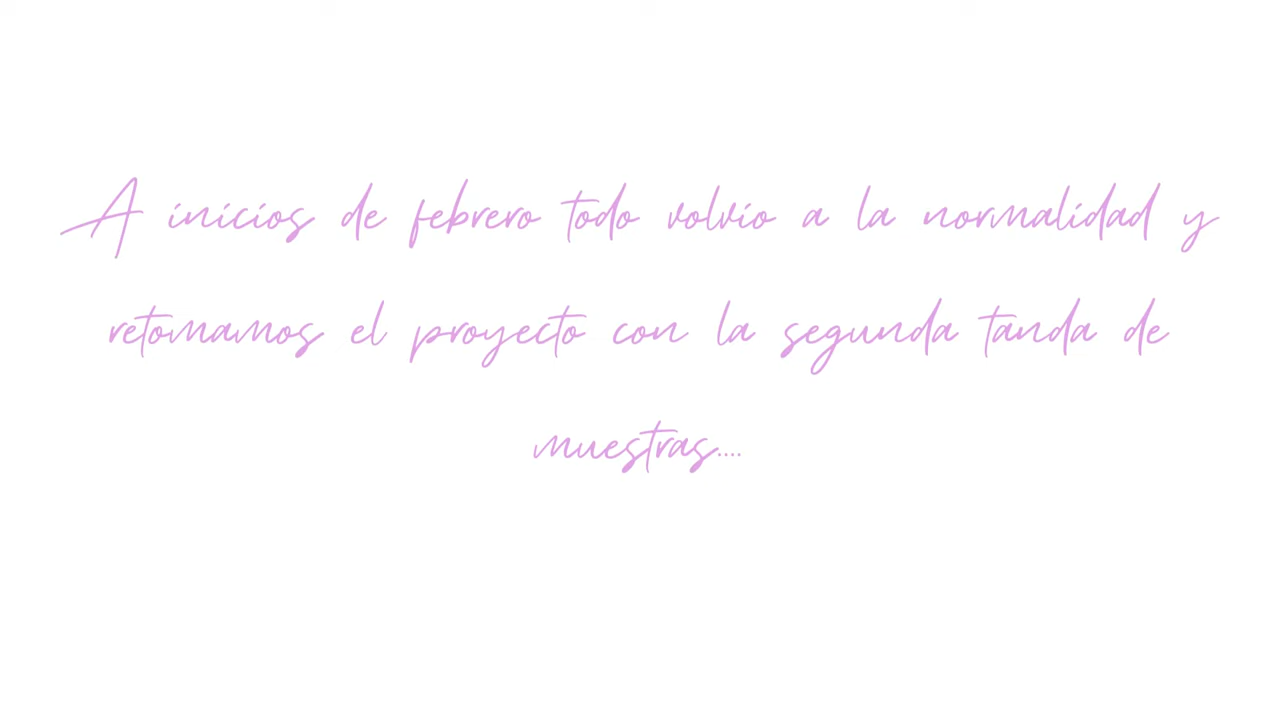 A inicios de febrero todo volvio a la normalidad y
retomamos el proyecto con la segunda tanda de
muestras....